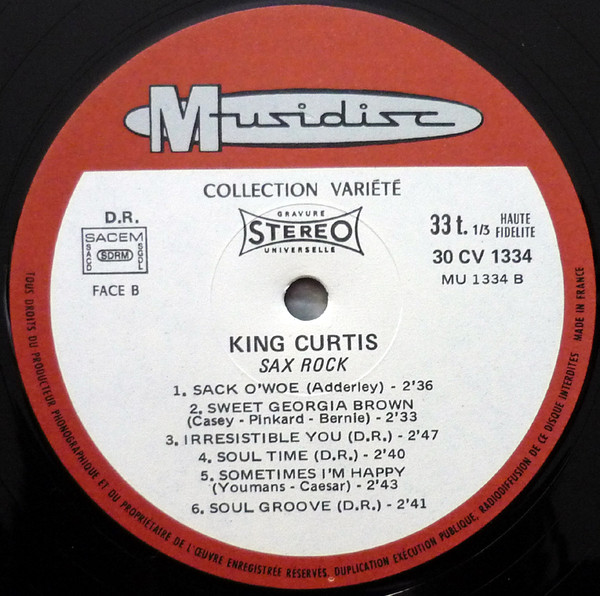 Musidisc
COLLECTION VARIÉTÉ
D.R.
SACEM
SACD
SDRM
SGDL
FACE B
GRAVURE
STEREO
UNIVERSELLE
33 t. 1/3 HAUTE FIDELITE
30 CV 1334
MU 1334 B
KING CURTIS
SAX ROCK
1. SACK O'WOE (Adderley) - 2'36
2. SWEET GEORGIA BROWN
(Casey - Pinkard - Bernie) - 2'33
3. IRRESISTIBLE YOU (D.R.) - 2'47
4. SOUL TIME (D.R.) - 2'40
5. SOMETIMES I'M HAPPY
(Youmans - Caesar) - 2'43
6. SOUL GROOVE (D.R.) - 2'41
TOUS DROITS DU PRODUCTEUR PHONOGRAPHIQUE ET DU PROPRIÉTAIRE DE L'ŒUVRE ENREGISTRÉE RÉSERVÉS. DUPLICATION EXÉCUTION PUBLIQUE, RADIODIFFUSION DE CE DISQUE INTERDITES - MADE IN FRANCE